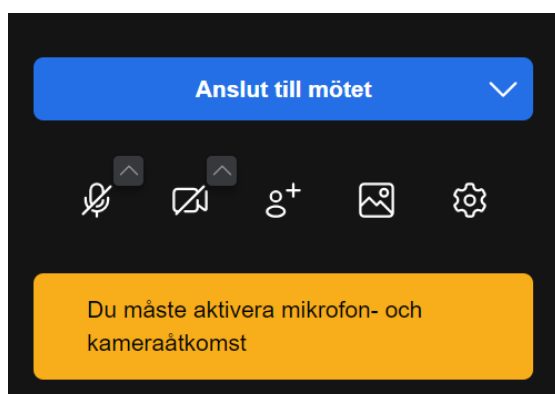 Anslut till mötet
Du måste aktivera mikrofon- och
kameraåtkomst